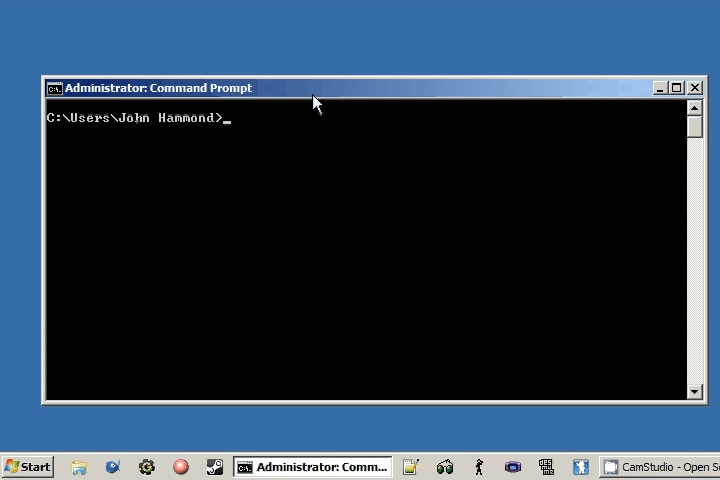 Administrator: Command Prompt
C:\Users\John Hammond>_
Start
Administrator: Comm...
CamStudio - Open S